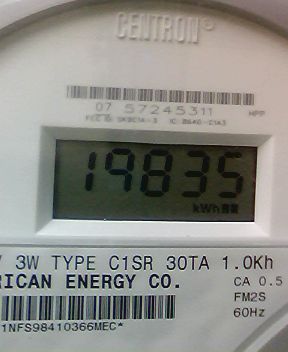 CENTRON®
07 57245311 HPP
19835
kWh
V 3W TYPE C1SR 30TA 1.0Kh
RICAN ENERGY CO. CA 0.5
FM2S
60Hz
1NFS98410366MEC*